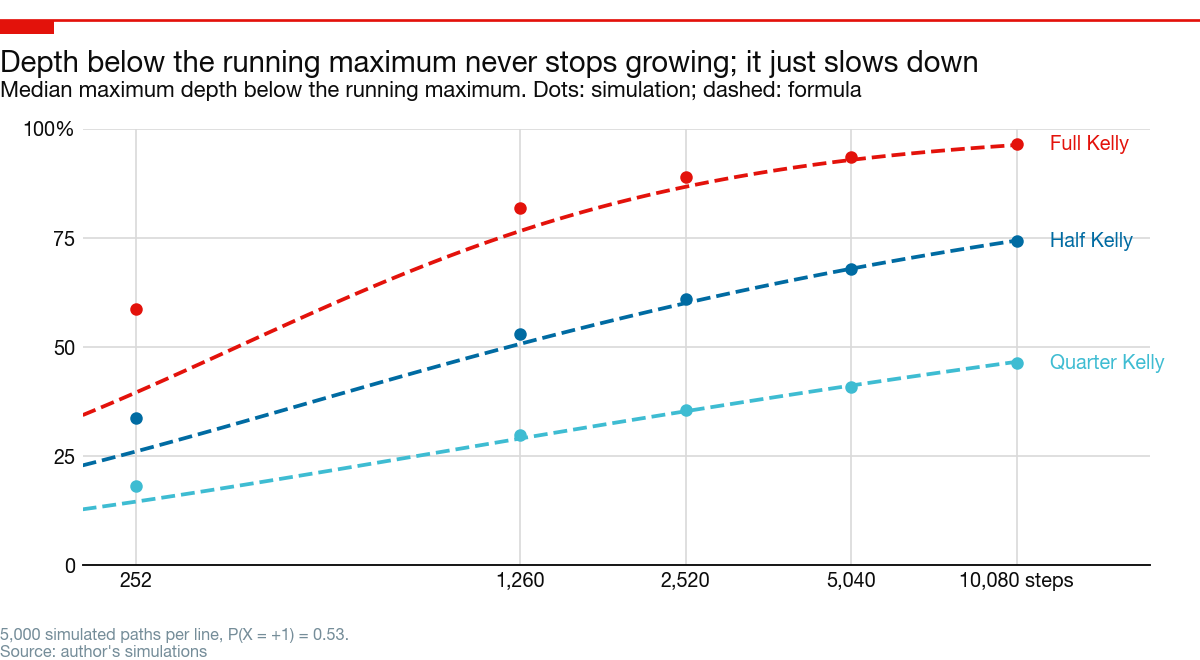 Depth below the running maximum never stops growing; it just slows down
Median maximum depth below the running maximum. Dots: simulation; dashed: formula
100%
Full Kelly
75
Half Kelly
50
Quarter Kelly
25
0
252 1,260 2,520 5,040 10,080 steps
5,000 simulated paths per line, P(X = +1) = 0.53.
Source: author's simulations